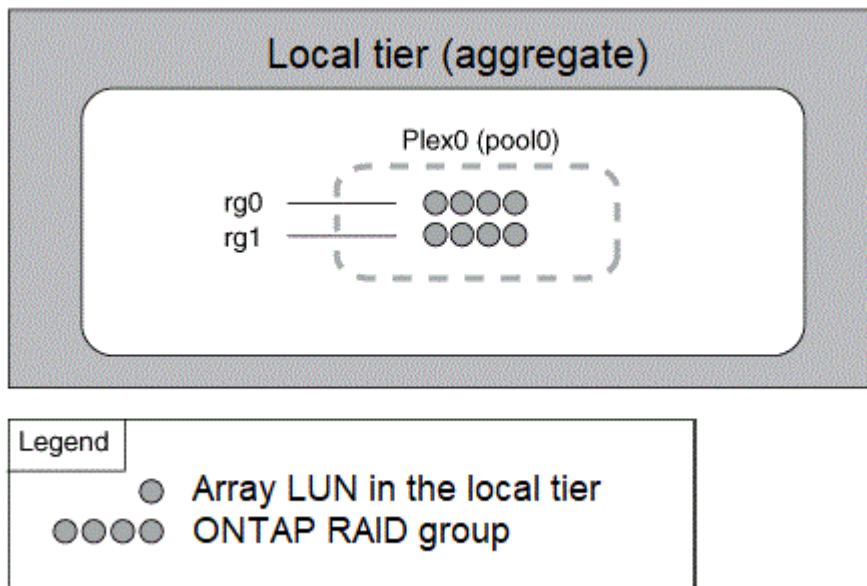 Local tier (aggregate)
Plex0 (pool0)
rg0
rg1
Legend
Array LUN in the local tier
ONTAP RAID group